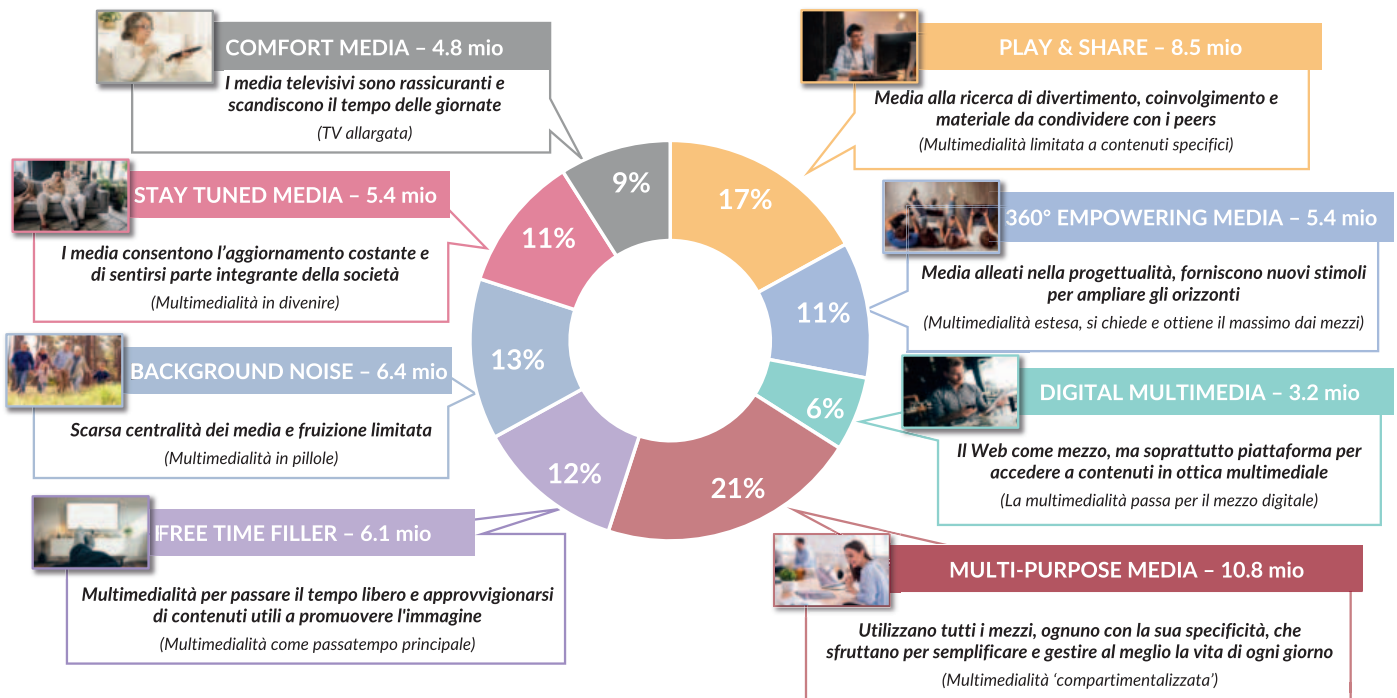 COMFORT MEDIA – 4.8 mio
I media televisivi sono rassicuranti e
scandiscono il tempo delle giornate
(TV allargata)
STAY TUNED MEDIA – 5.4 mio
I media consentono l’aggiornamento costante e
di sentirsi parte integrante della società
(Multimedialità in divenire)
BACKGROUND NOISE – 6.4 mio
Scarsa centralità dei media e fruizione limitata
(Multimedialità in pillole)
FREE TIME FILLER – 6.1 mio
Multimedialità per passare il tempo libero e approvvigionarsi
di contenuti utili a promuovere l'immagine
(Multimedialità come passatempo principale)
9%
17%
11%
11%
13%
6%
12%
21%
PLAY & SHARE – 8.5 mio
Media alla ricerca di divertimento, coinvolgimento e
materiale da condividere con i peers
(Multimedialità limitata a contenuti specifici)
360° EMPOWERING MEDIA – 5.4 mio
Media alleati nella progettualità, forniscono nuovi stimoli
per ampliare gli orizzonti
(Multimedialità estesa, si chiede e ottiene il massimo dai mezzi)
DIGITAL MULTIMEDIA – 3.2 mio
Il Web come mezzo, ma soprattutto piattaforma per
accedere a contenuti in ottica multimediale
(La multimedialità passa per il mezzo digitale)
MULTI-PURPOSE MEDIA – 10.8 mio
Utilizzano tutti i mezzi, ognuno con la sua specificità, che
sfruttano per semplificare e gestire al meglio la vita di ogni giorno
(Multimedialità ‘compartimentalizzata’)